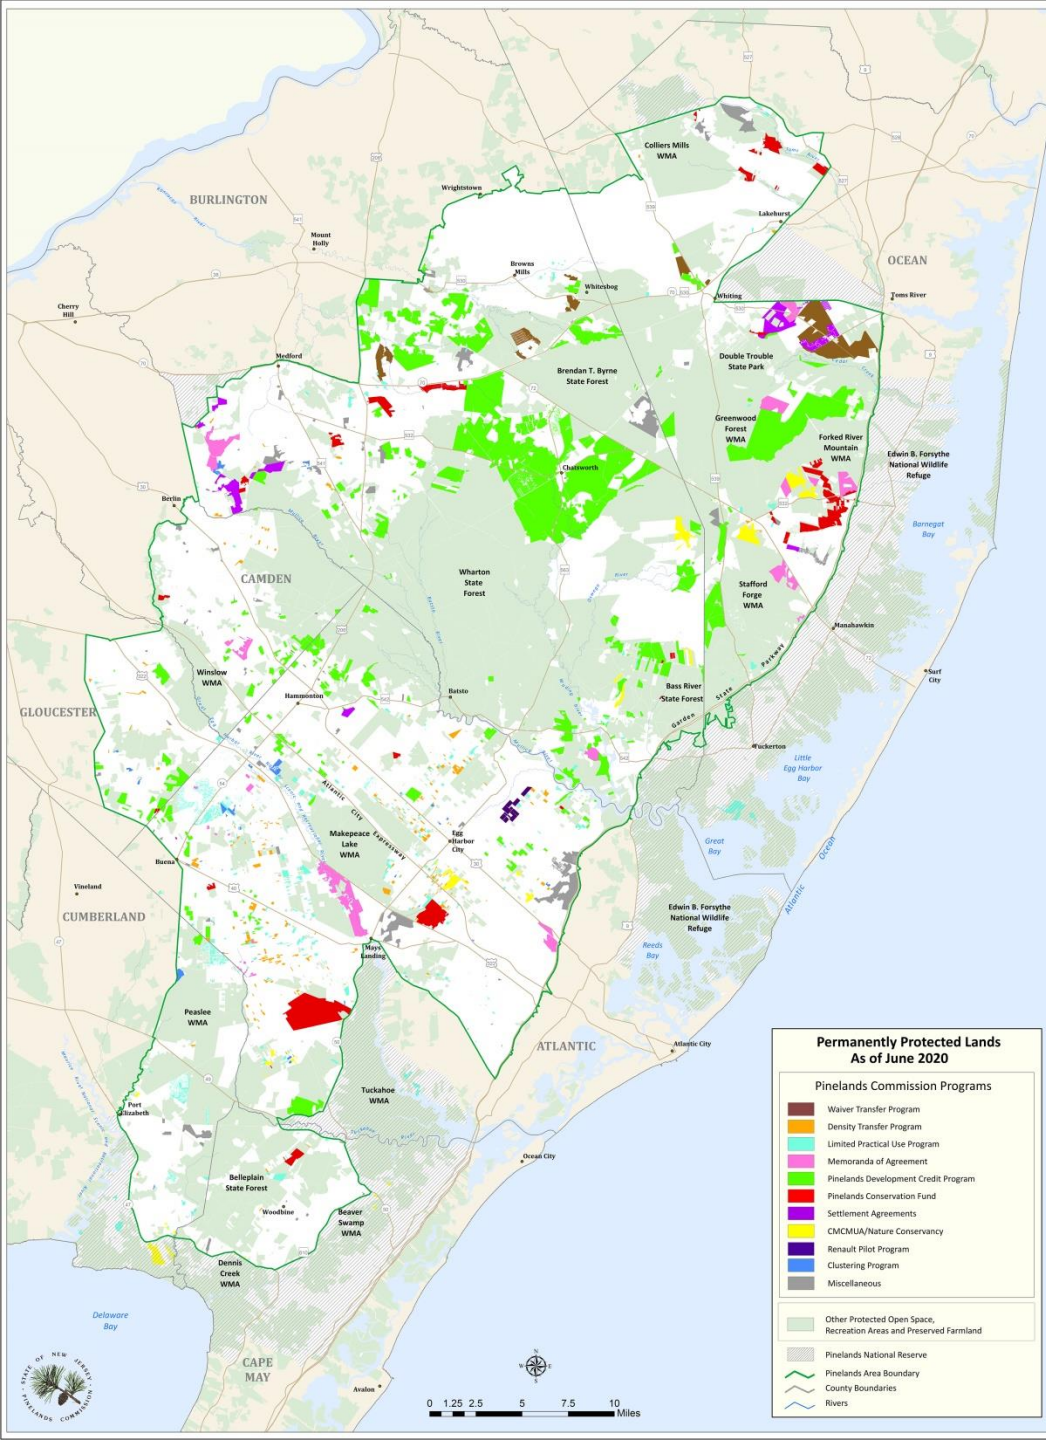 BURLINGTON
Mount
Holly
Wrightstown
Colliers Mills
WMA
Lakehurst
OCEAN
Toms River
Whiting
Browns
Mills
Whitesbog
Cherry
Hill
Medford
Brendan T. Byrne
State Forest
Double Trouble
State Park
Greenwood
Forest
WMA
Forked River
Mountain
WMA
Edwin B. Forsythe
National Wildlife
Refuge
Barnegat
Bay
Chatsworth
Berlin
CAMDEN
Wharton
State
Forest
Stafford
Forge
WMA
Manahawkin
Surf
City
Winslow
WMA
Hammonton
Batsto
Bass River
State Forest
Garden State Parkway
Tuckerton
GLOUCESTER
Little
Egg Harbor
Bay
Great
Bay
Atlantic Ocean
Atlantic City Expressway
Makepeace
Lake
WMA
Egg
Harbor
City
Buena
Vineland
CUMBERLAND
Mays
Landing
Edwin B. Forsythe
National Wildlife
Refuge
Reeds
Bay
Peaslee
WMA
ATLANTIC
Atlantic City
Port
Elizabeth
Tuckahoe
WMA
Ocean City
Belleplain
State Forest
Woodbine
Beaver
Swamp
WMA
Dennis
Creek
WMA
Delaware
Bay
CAPE
MAY
Avalon
Permanently Protected Lands
As of June 2020
Pinelands Commission Programs
Waiver Transfer Program
Density Transfer Program
Limited Practical Use Program
Memoranda of Agreement
Pinelands Development Credit Program
Pinelands Conservation Fund
Settlement Agreements
CMCMUA/Nature Conservancy
Renault Pilot Program
Clustering Program
Miscellaneous
Other Protected Open Space,
Recreation Areas and Preserved Farmland
Pinelands National Reserve
Pinelands Area Boundary
County Boundaries
Rivers
N
W E
S
0 1.25 2.5 5 7.5 10
Miles
STATE OF NEW JERSEY
PINELANDS COMMISSION